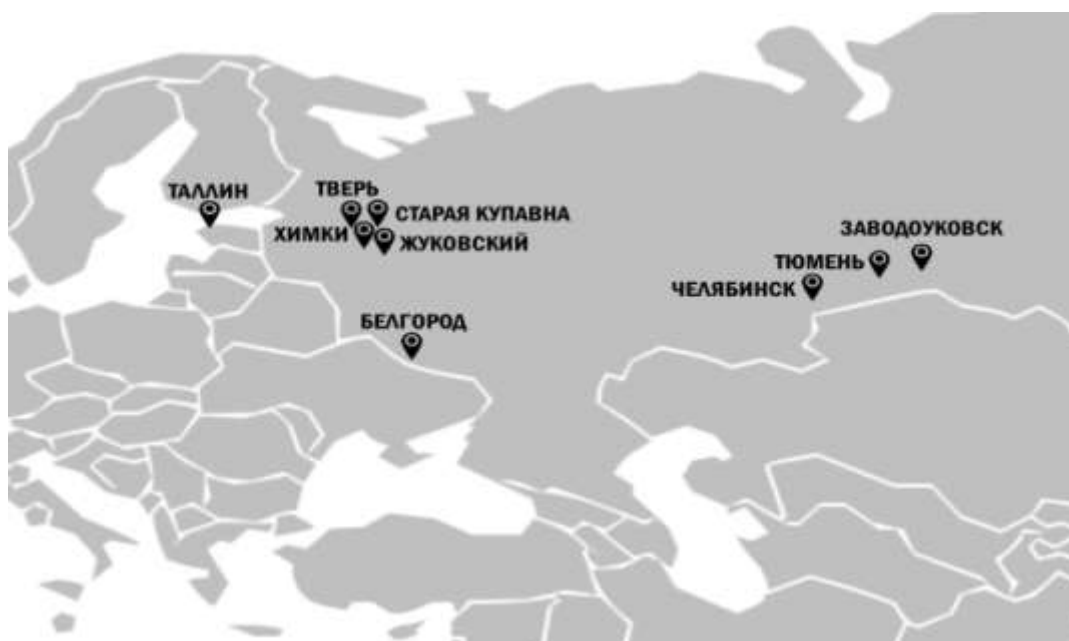 ТАЛЛИН
ТВЕРЬ
СТАРАЯ КУПАВНА
ХИМКИ
ЖУКОВСКИЙ
ЗАВОДОУКОВСК
ТЮМЕНЬ
ЧЕЛЯБИНСК
БЕЛГОРОД